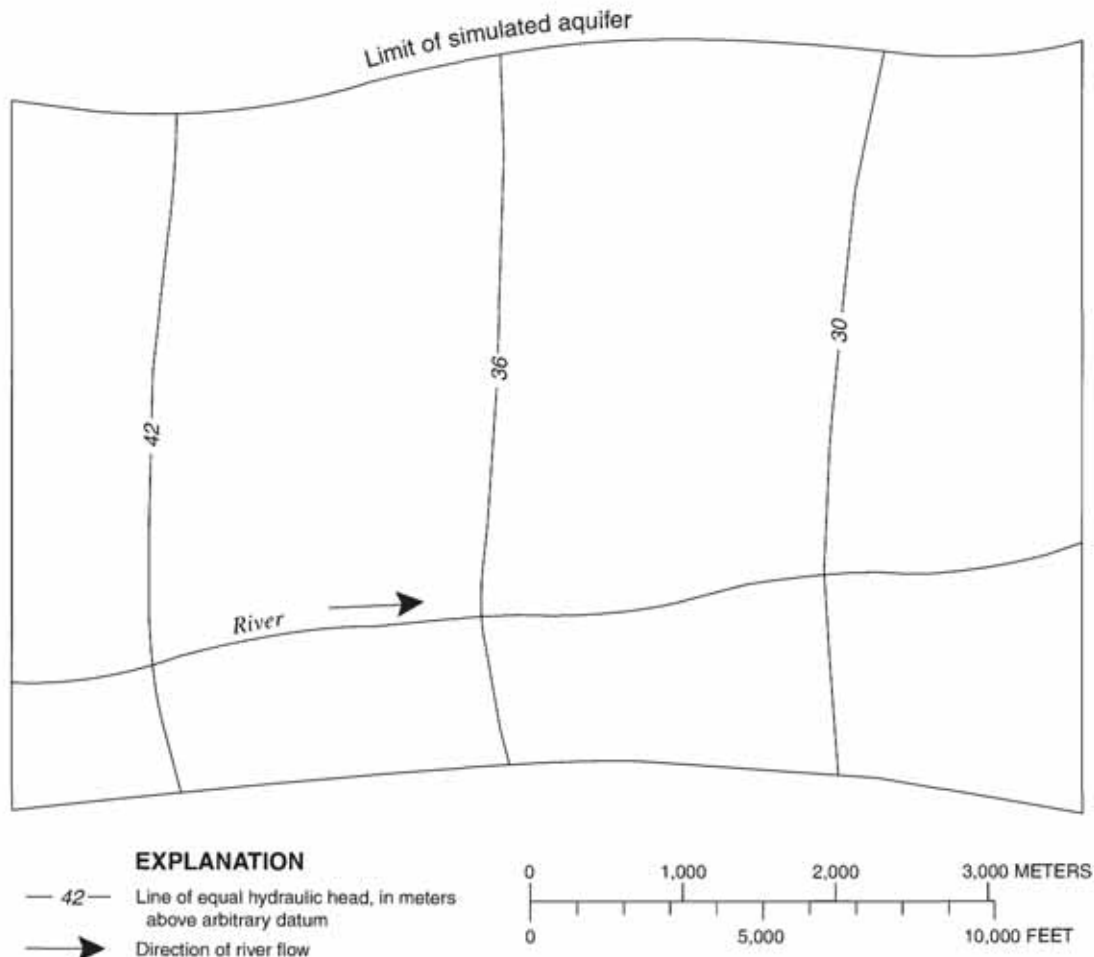 Limit of simulated aquifer
42
36
30
River
EXPLANATION
— 42 — Line of equal hydraulic head, in meters
above arbitrary datum
Direction of river flow
0 1,000 2,000 3,000 METERS
0 5,000 10,000 FEET